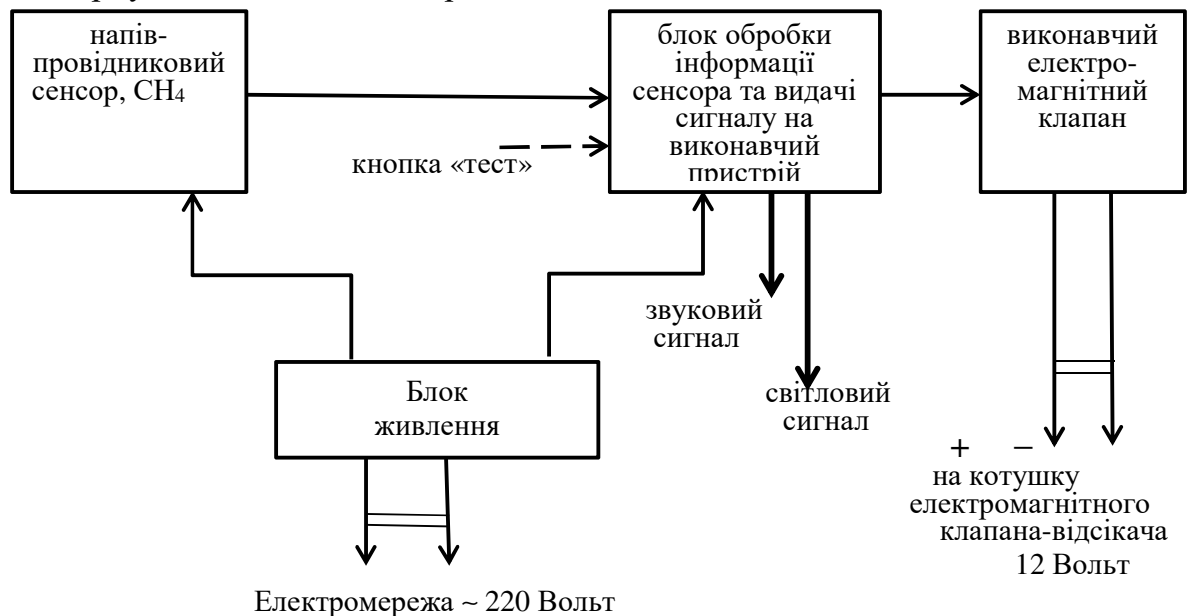 напів-
провідниковий
сенсор, CH₄
блок обробки
інформації
сенсора та видачі
сигналу на
виконавчий
пристрій
виконавчий
електро-
магнітний
клапан
кнопка «тест»
звуковий
сигнал
світловий
сигнал
Блок
живлення
+ −
на котушку
електромагнітного
клапана-відсікача
12 Вольт
Електромережа ~ 220 Вольт